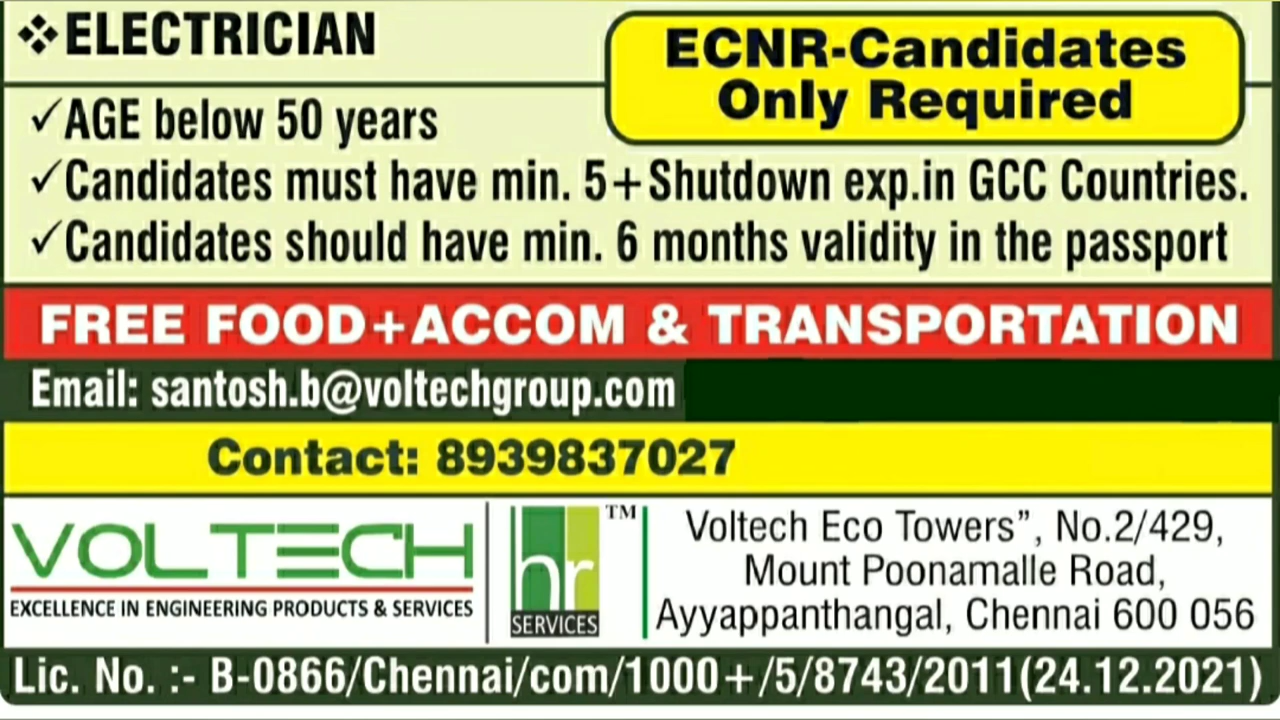 ❖ELECTRICIAN
ECNR-Candidates
Only Required
✓AGE below 50 years
✓Candidates must have min. 5+Shutdown exp.in GCC Countries.
✓Candidates should have min. 6 months validity in the passport
FREE FOOD+ACCOM & TRANSPORTATION
Email: santosh.b@voltechgroup.com
Contact: 8939837027
VOLTECH
EXCELLENCE IN ENGINEERING PRODUCTS & SERVICES
hr TM
SERVICES
Voltech Eco Towers”, No.2/429,
Mount Poonamalle Road,
Ayyappanthangal, Chennai 600 056
Lic. No. :- B-0866/Chennai/com/1000+/5/8743/2011(24.12.2021)